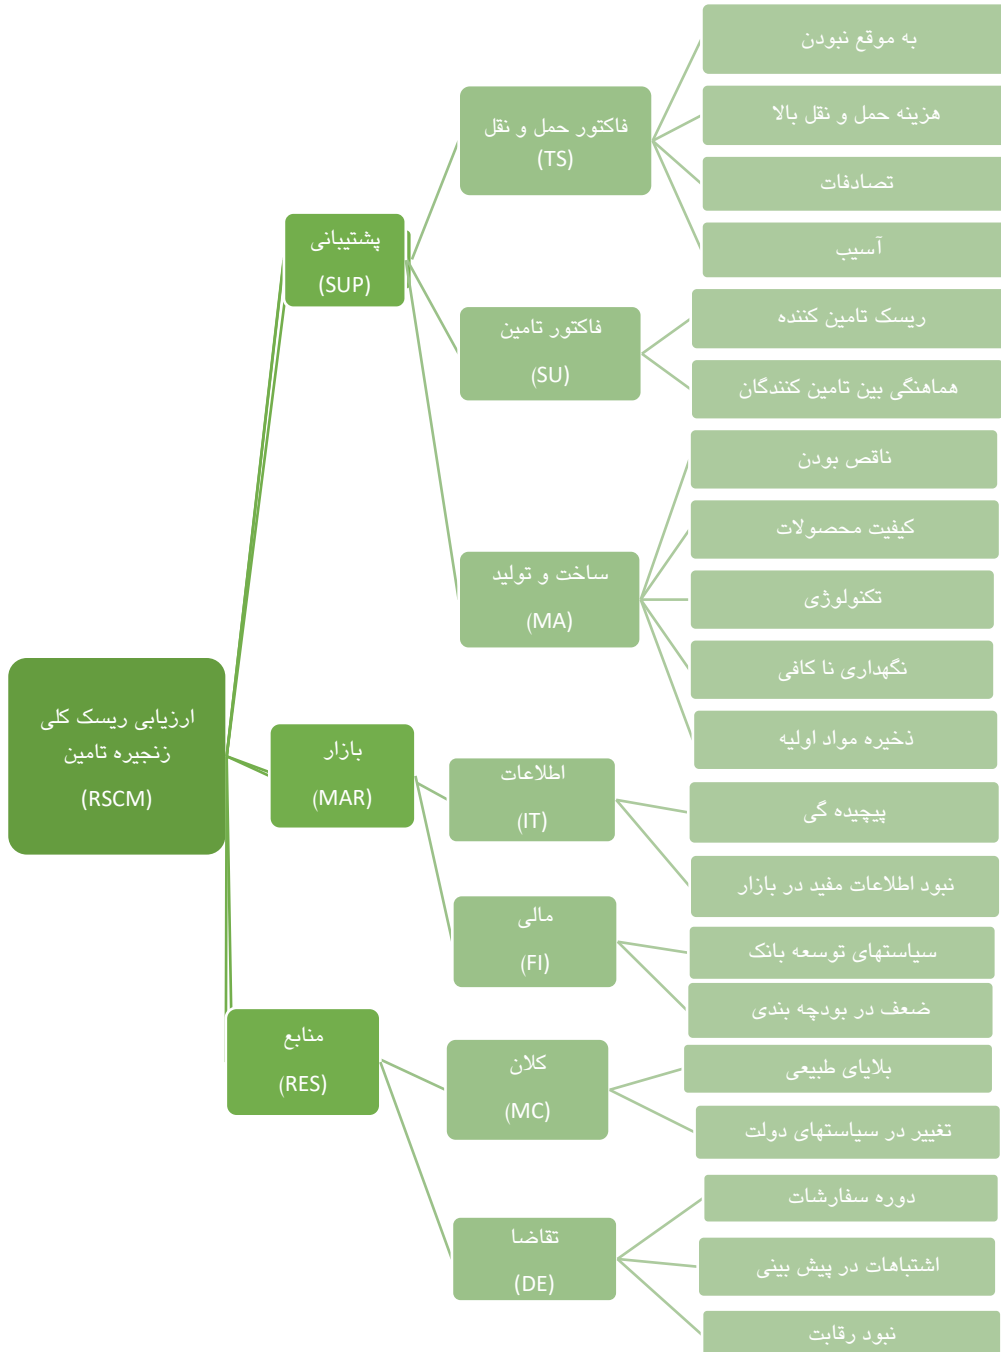 ارزیابی ریسک کلی
زنجیره تامین
(RSCM)
پشتیبانی
(SUP)
فاکتور حمل و نقل
(TS)
به موقع نبودن
هزینه حمل و نقل بالا
تصادفات
آسیب
فاکتور تامین
(SU)
ریسک تامین کننده
هماهنگی بین تامین کنندگان
ساخت و تولید
(MA)
ناقص بودن
کیفیت محصولات
تکنولوژی
نگهداری نا کافی
ذخیره مواد اولیه
بازار
(MAR)
اطلاعات
(IT)
پیچیده گی
نبود اطلاعات مفید در بازار
مالی
(FI)
سیاستهای توسعه بانک
ضعف در بودجه بندی
منابع
(RES)
کلان
(MC)
بلایای طبیعی
تغییر در سیاستهای دولت
تقاضا
(DE)
دوره سفارشات
اشتباهات در پیش بینی
نبود رقابت